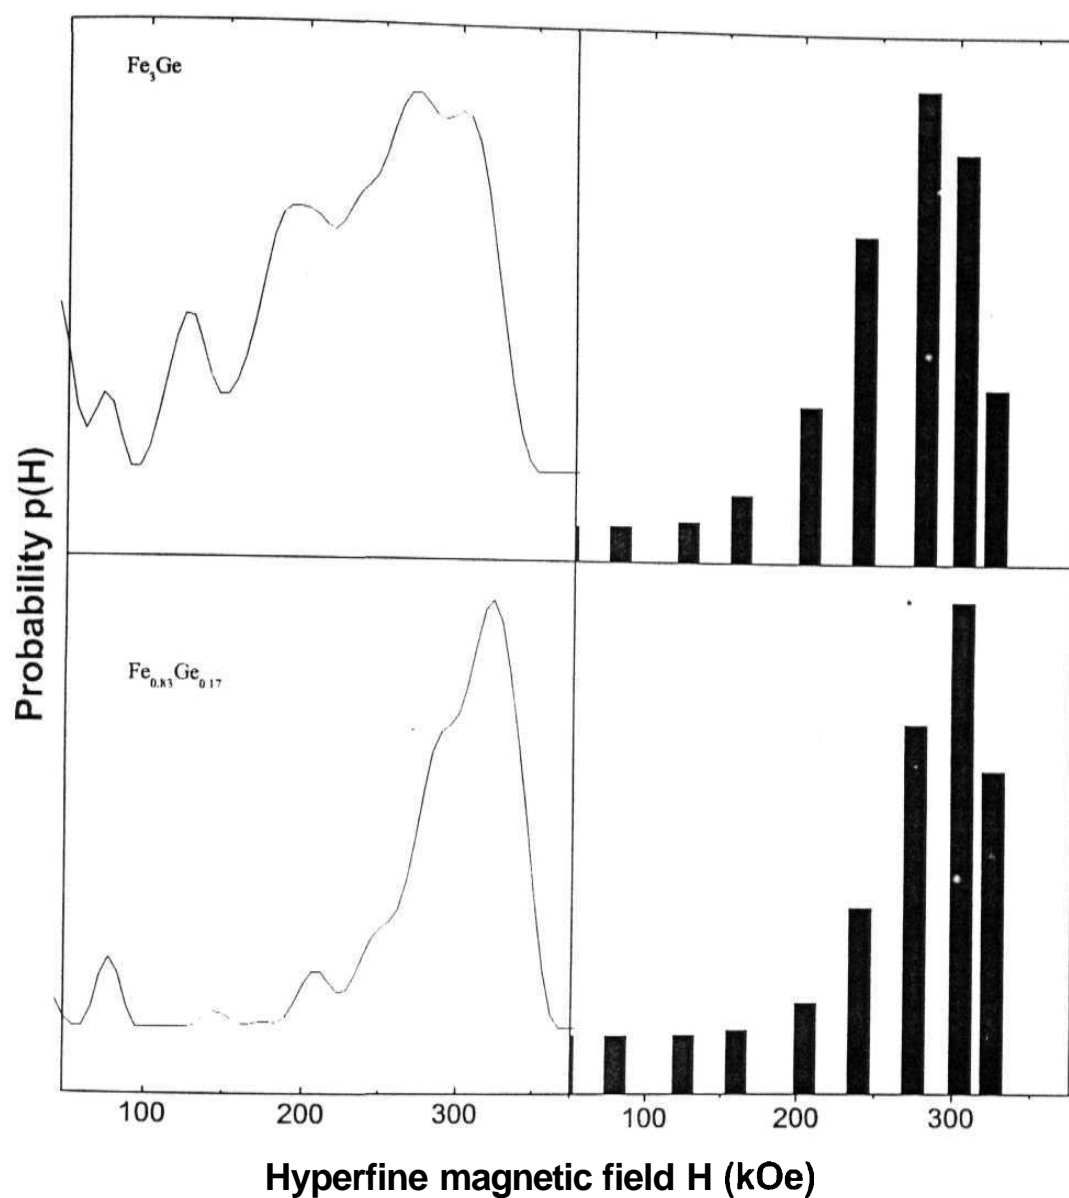 Fe₃Ge
Probability p(H)
Fe₀.₈₃Ge₀.₁₇
100 200 300 100 200 300
Hyperfine magnetic field H (kOe)